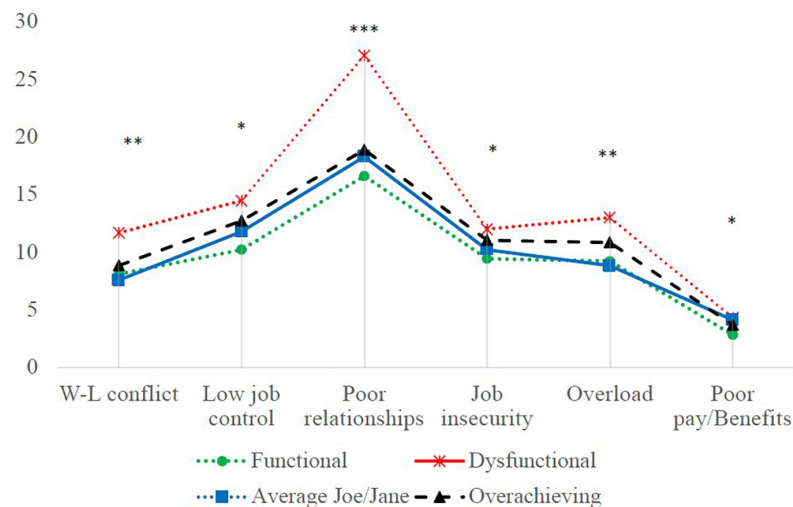 30
***
25
20
**
*
*
**
15
*
10
5
0
W-L conflict
Low job
control
Poor
relationships
Job
insecurity
Overload
Poor
pay/Benefits
Functional
Dysfunctional
Average Joe/Jane
Overachieving